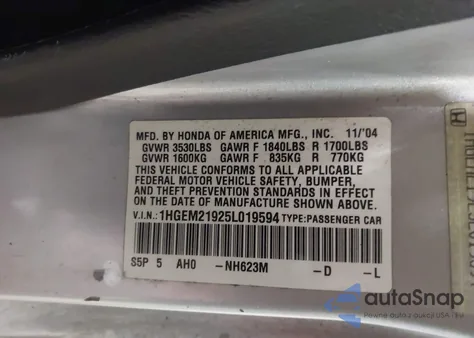 MFD. BY HONDA OF AMERICA MFG., INC. 11/'04
GVWR 3530LBS GAWR F 1840LBS R 1700LBS
GVWR 1600KG GAWR F 835KG R 770KG
THIS VEHICLE CONFORMS TO ALL APPLICABLE
FEDERAL MOTOR VEHICLE SAFETY, BUMPER,
AND THEFT PREVENTION STANDARDS IN EFFECT
ON THE DATE OF MANUFACTURE SHOWN ABOVE.
V.I.N.: 1HGEM21925L019594 TYPE: PASSENGER CAR
S5P 5 AH0 -NH623M -D -L
autoSnap